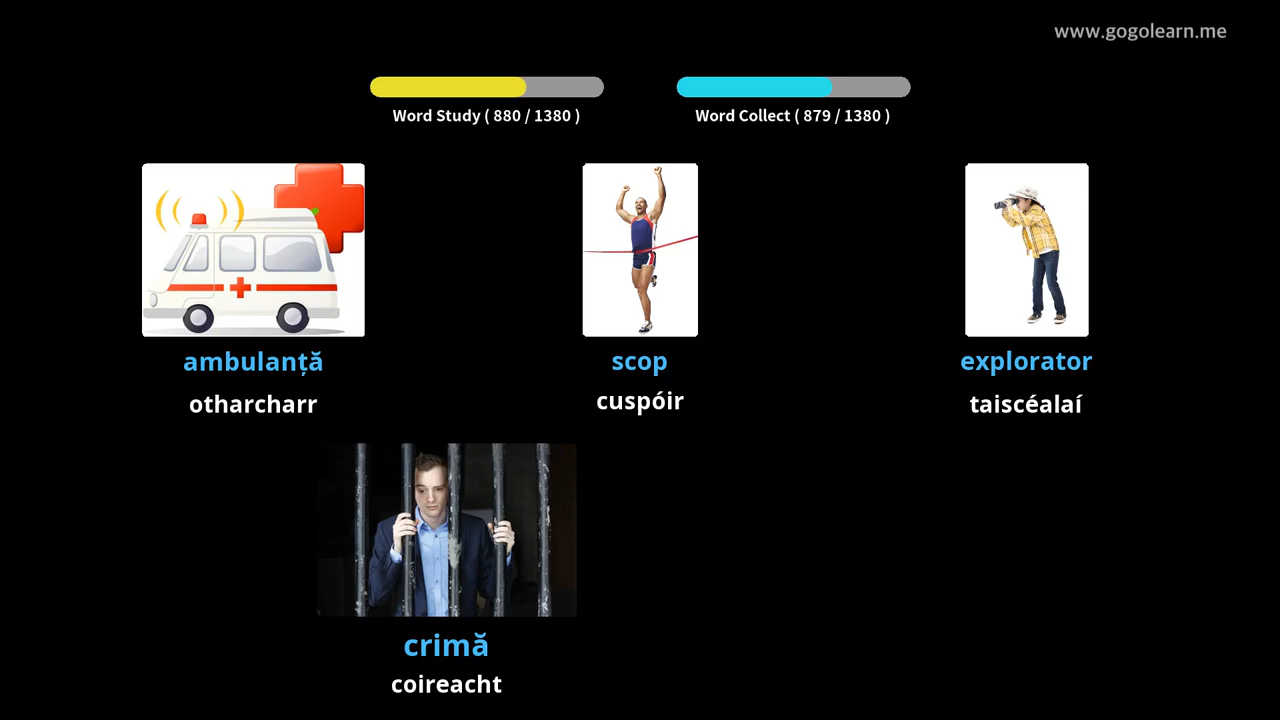 www.gogolearn.me
Word Study ( 880 / 1380 )
Word Collect ( 879 / 1380 )
ambulanță
otharcharr
scop
cuspóir
explorator
taiscéalaí
crimă
coireacht